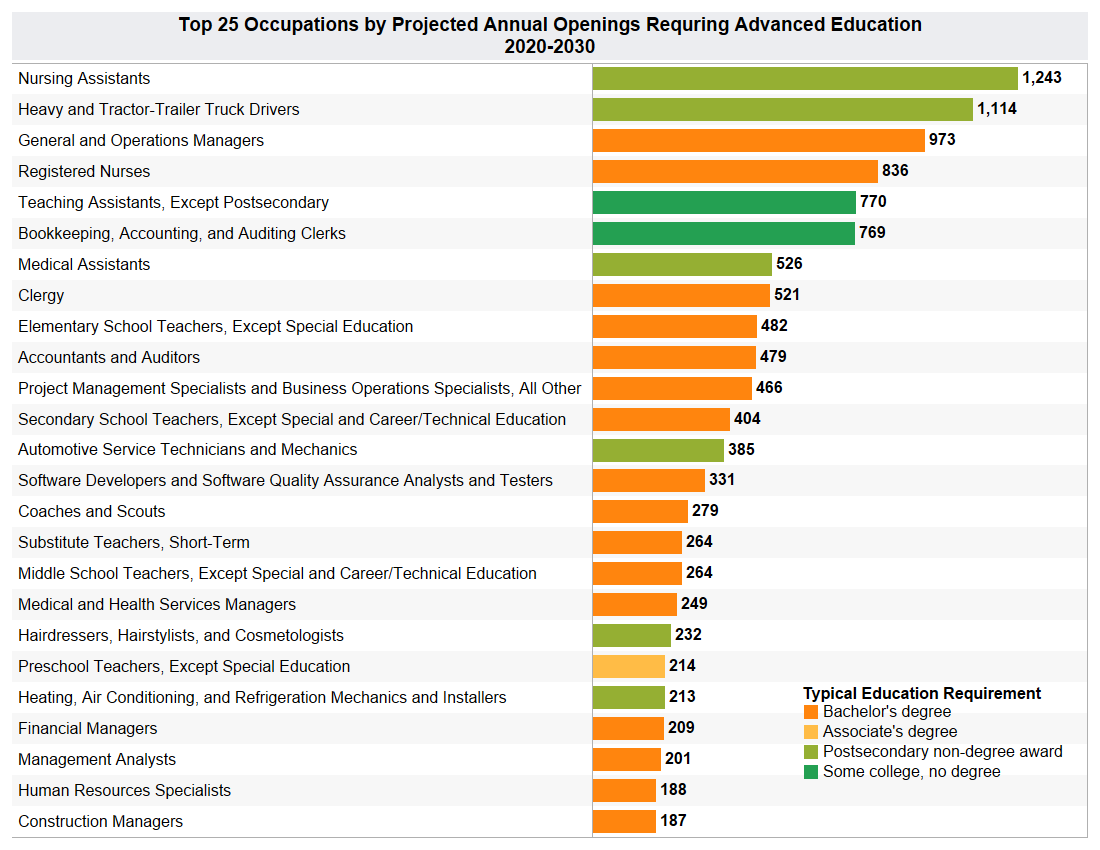 Top 25 Occupations by Projected Annual Openings Requring Advanced Education
2020-2030
Nursing Assistants 1,243
Heavy and Tractor-Trailer Truck Drivers 1,114
General and Operations Managers 973
Registered Nurses 836
Teaching Assistants, Except Postsecondary 770
Bookkeeping, Accounting, and Auditing Clerks 769
Medical Assistants 526
Clergy 521
Elementary School Teachers, Except Special Education 482
Accountants and Auditors 479
Project Management Specialists and Business Operations Specialists, All Other 466
Secondary School Teachers, Except Special and Career/Technical Education 404
Automotive Service Technicians and Mechanics 385
Software Developers and Software Quality Assurance Analysts and Testers 331
Coaches and Scouts 279
Substitute Teachers, Short-Term 264
Middle School Teachers, Except Special and Career/Technical Education 264
Medical and Health Services Managers 249
Hairdressers, Hairstylists, and Cosmetologists 232
Preschool Teachers, Except Special Education 214
Heating, Air Conditioning, and Refrigeration Mechanics and Installers 213
Financial Managers 209
Management Analysts 201
Human Resources Specialists 188
Construction Managers 187
Typical Education Requirement
Bachelor's degree
Associate's degree
Postsecondary non-degree award
Some college, no degree